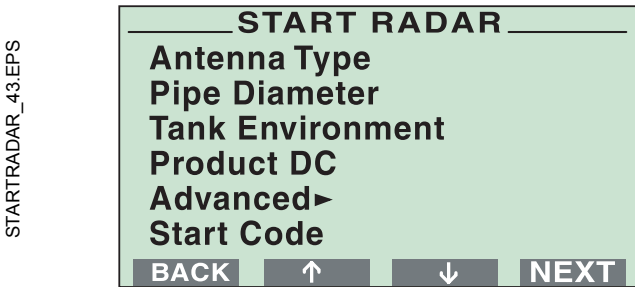 STARTRADAR_43.EPS
START RADAR
Antenna Type
Pipe Diameter
Tank Environment
Product DC
Advanced►
Start Code
BACK ↑ ↓ NEXT